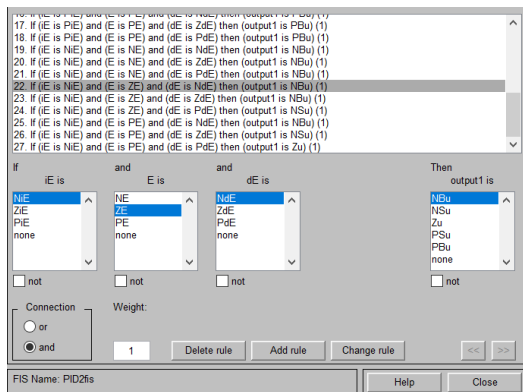 17. If (iE is PiE) and (E is PE) and (dE is ZdE) then (output1 is PBu) (1)
18. If (iE is PiE) and (E is PE) and (dE is PdE) then (output1 is PBu) (1)
19. If (iE is NiE) and (E is NE) and (dE is NdE) then (output1 is NBu) (1)
20. If (iE is NiE) and (E is NE) and (dE is ZdE) then (output1 is NBu) (1)
21. If (iE is NiE) and (E is NE) and (dE is PdE) then (output1 is NBu) (1)
22. If (iE is NiE) and (E is ZE) and (dE is NdE) then (output1 is NBu) (1)
23. If (iE is NiE) and (E is ZE) and (dE is ZdE) then (output1 is NBu) (1)
24. If (iE is NiE) and (E is ZE) and (dE is PdE) then (output1 is NSu) (1)
25. If (iE is NiE) and (E is PE) and (dE is NdE) then (output1 is NBu) (1)
26. If (iE is NiE) and (E is PE) and (dE is ZdE) then (output1 is NSu) (1)
27. If (iE is NiE) and (E is PE) and (dE is PdE) then (output1 is Zu) (1)
If and and Then
iE is E is dE is output1 is
NiE NE NdE NBu
ZiE ZE ZdE NSu
PiE PE PdE Zu
none none none PSu
PBu
none
not not not not
Connection Weight:
or
and 1 Delete rule Add rule Change rule << >>
FIS Name: PID2fis Help Close